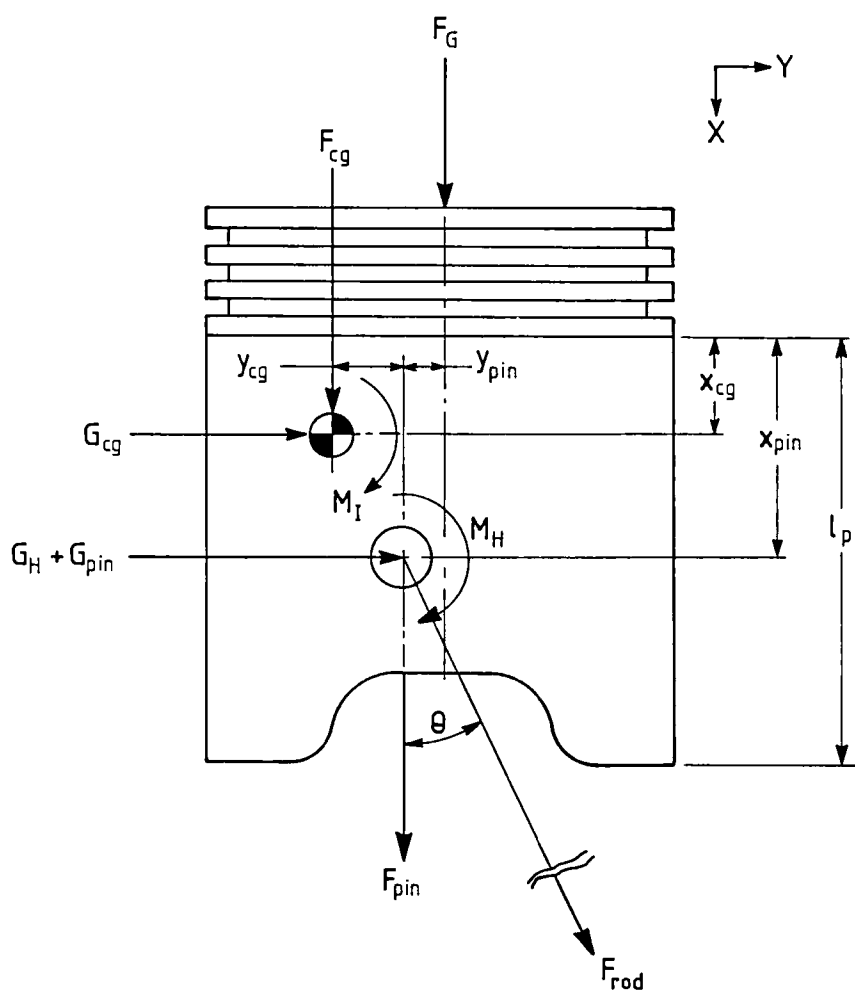 F_G
Y
X
F_cg
y_cg
y_pin
x_cg
x_pin
G_cg
M_I
M_H
l_p
G_H + G_pin
θ
F_pin
F_rod